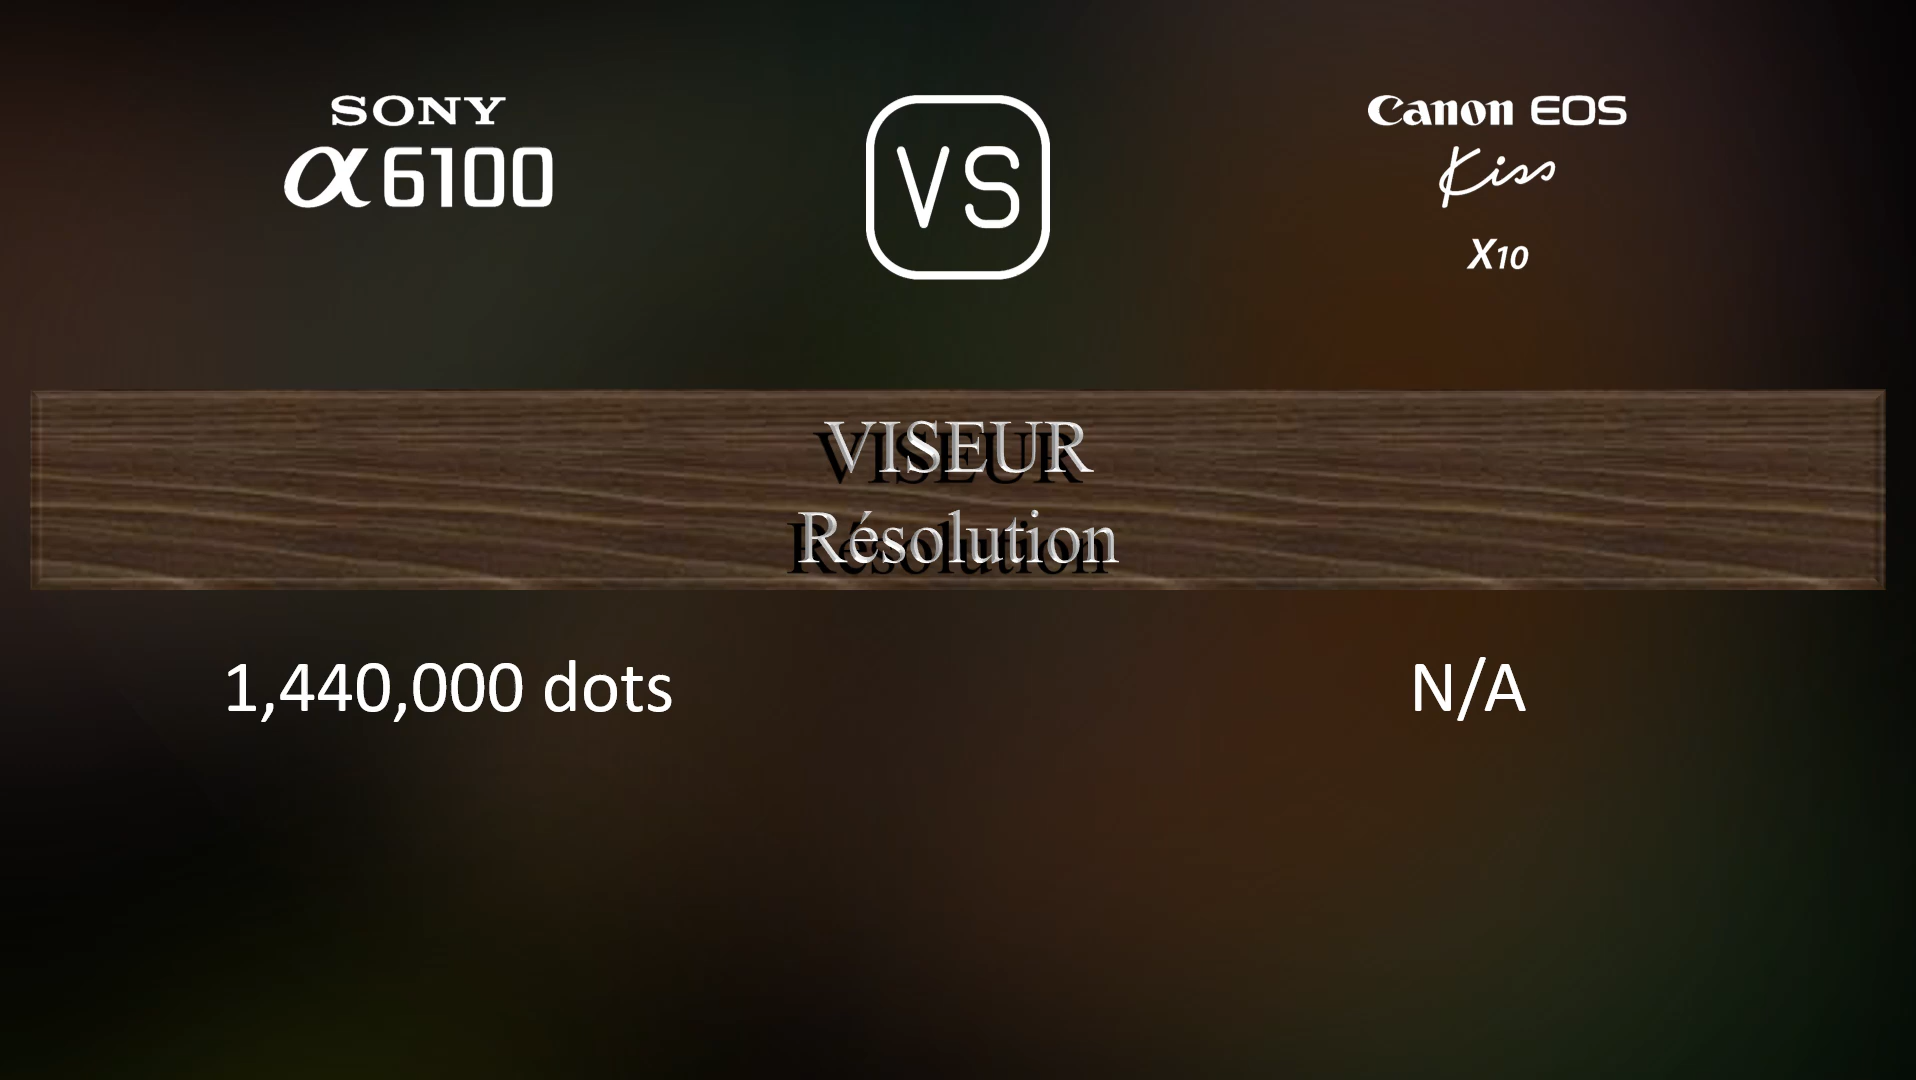 SONY
α6100
VS
Canon EOS
Kiss
X10
VISEUR
Résolution
1,440,000 dots
N/A